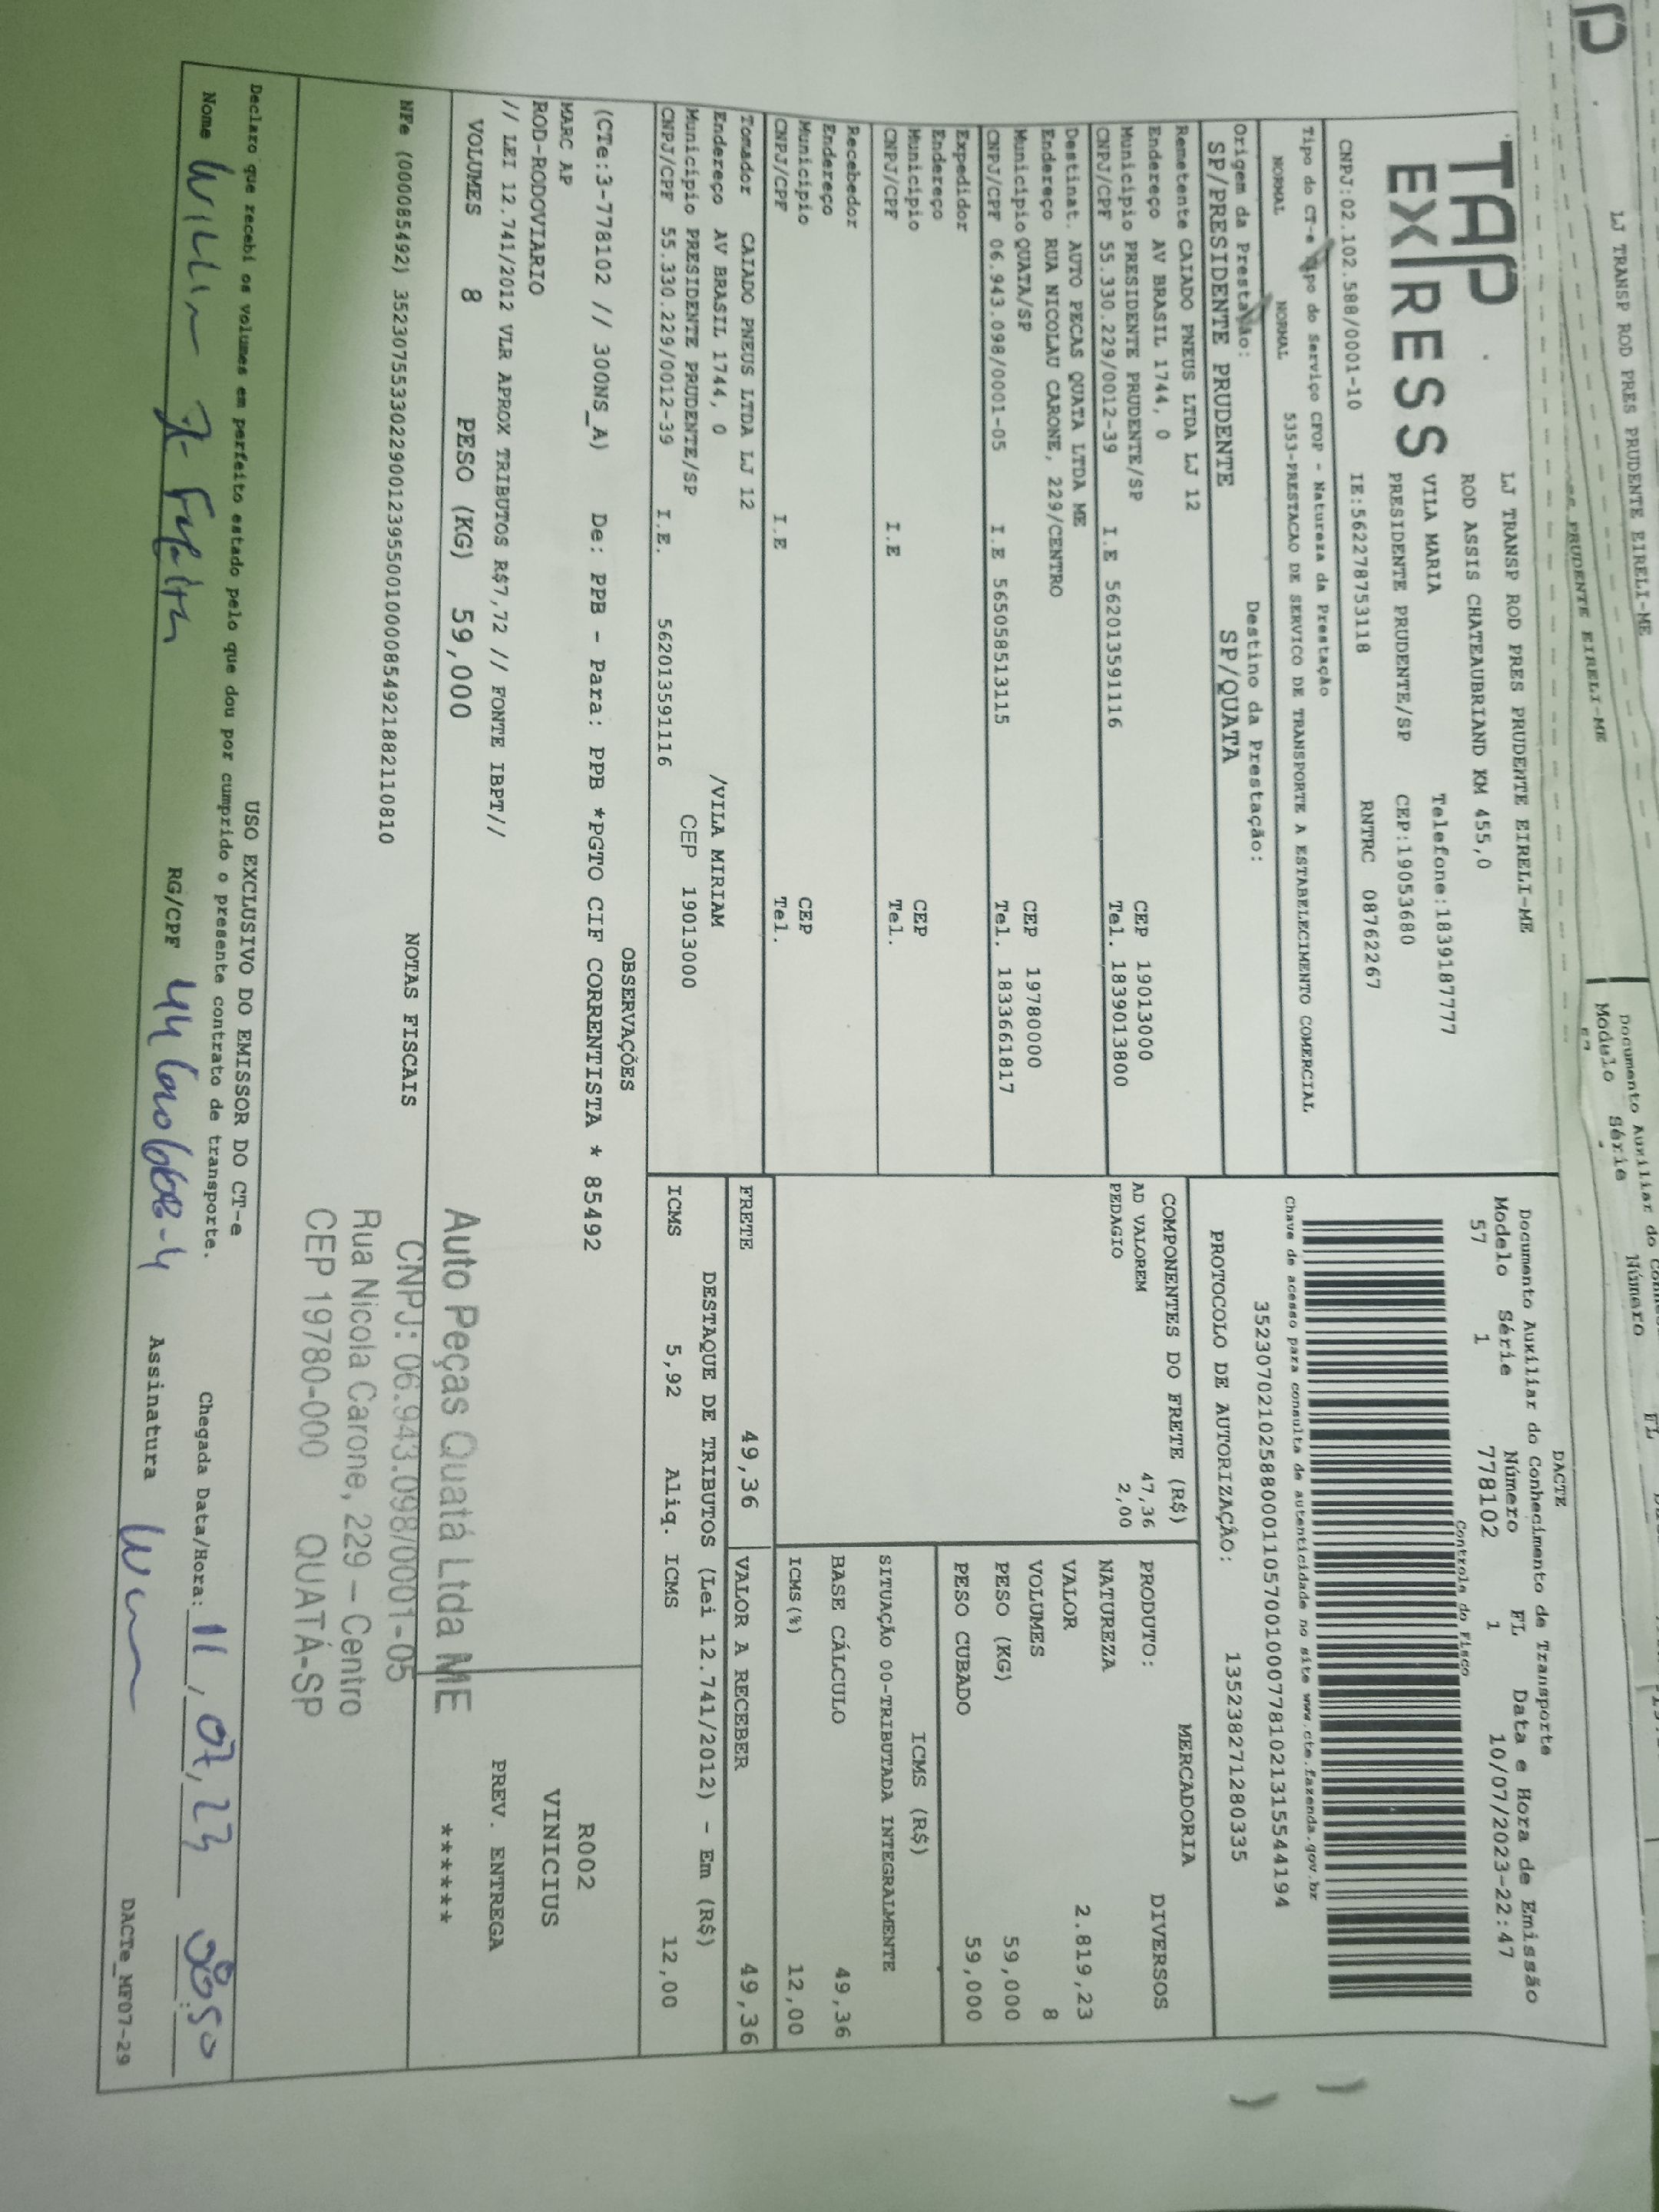 LJ TRANSP ROD PRES PRUDENTE EIRELI-ME
Documento Auxiliar do
Modelo Série Número FL
PRUDENTE EIRELI-ME
TAP EXPRESS
LJ TRANSP ROD PRES PRUDENTE EIRELI-ME
ROD ASSIS CHATEAUBRIAND KM 455,0
VILA MARIA Telefone:1839187777
PRESIDENTE PRUDENTE/SP CEP:19053680
CNPJ:02.102.588/0001-10 IE:562278753118 RNTRC 08762267
DACTE
Documento Auxiliar do Conhecimento de Transporte
Modelo Série Número FL Data e Hora de Emissão
57 1 778102 1 10/07/2023-22:47
Controle do Fisco
Chave de acesso para consulta de autenticidade no site www.cte.fazenda.gov.br
35230702102588000110570010007781021315544194
PROTOCOLO DE AUTORIZAÇÃO: 135238271280335
Tipo do CT-e Tipo do Serviço CFOP - Natureza da Prestação
NORMAL NORMAL 5353-PRESTACAO DE SERVICO DE TRANSPORTE A ESTABELECIMENTO COMERCIAL
Origem da Prestação: Destino da Prestação:
SP/PRESIDENTE PRUDENTE SP/QUATA
Remetente CAIADO PNEUS LTDA LJ 12
Endereço AV BRASIL 1744, 0
Município PRESIDENTE PRUDENTE/SP CEP 19013000
CNPJ/CPF 55.330.229/0012-39 I.E 562013591116 Tel. 1839013800
Destinat. AUTO PECAS QUATA LTDA ME
Endereço RUA NICOLAU CARONE, 229/CENTRO
Município QUATA/SP CEP 19780000
CNPJ/CPF 06.943.098/0001-05 I.E 565058513115 Tel. 1833661817
Expedidor
Endereço
Município CEP
CNPJ/CPF I.E Tel.
Recebedor
Endereço
Município CEP
CNPJ/CPF I.E Tel.
Tomador CAIADO PNEUS LTDA LJ 12
Endereço AV BRASIL 1744, 0 /VILA MIRIAM
Município PRESIDENTE PRUDENTE/SP CEP 19013000
CNPJ/CPF 55.330.229/0012-39 I.E. 562013591116
COMPONENTES DO FRETE (R$)
AD VALOREM 47,36
PEDAGIO 2,00
MERCADORIA
PRODUTO: DIVERSOS
NATUREZA
VALOR 2.819,23
VOLUMES 8
PESO (KG) 59,000
PESO CUBADO 59,000
ICMS (R$)
SITUAÇÃO 00-TRIBUTADA INTEGRALMENTE
BASE CÁLCULO 49,36
ICMS(%) 12,00
FRETE 49,36 VALOR A RECEBER 49,36
DESTAQUE DE TRIBUTOS (Lei 12.741/2012) - Em (R$)
ICMS 5,92 Aliq. ICMS 12,00
OBSERVAÇÕES
(CTe:3-778102 // 300NS_A) De: PPB - Para: PPB *PGTO CIF CORRENTISTA * 85492
MARC AP
ROD-RODOVIARIO
// LEI 12.741/2012 VLR APROX TRIBUTOS R$7,72 // FONTE IBPT//
VOLUMES 8 PESO (KG) 59,000
R002
VINICIUS
PREV. ENTREGA
******
NOTAS FISCAIS
NFe (000085492) 35230755330229001239550010000854921882110810
Auto Peças Quatá Ltda ME
CNPJ: 06.943.098/0001-05
Rua Nicola Carone, 229 – Centro
CEP 19780-000 QUATÁ-SP
USO EXCLUSIVO DO EMISSOR DO CT-e
Declaro que recebi os volumes em perfeito estado pelo que dou por cumprido o presente contrato de transporte.
Chegada Data/Hora: 11, 07, 23 08:50
Nome RG/CPF Assinatura
DACTe_MF07-29